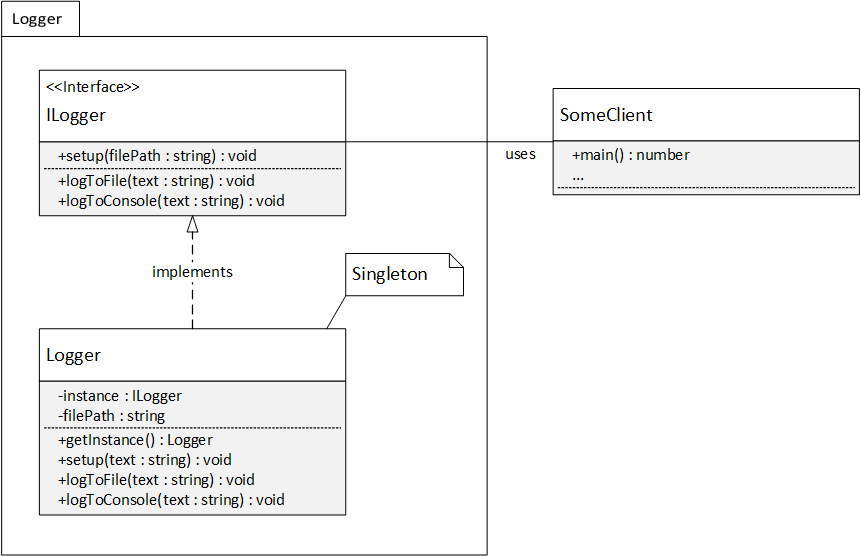 Logger
<<Interface>>
ILogger
+setup(filePath : string) : void
+logToFile(text : string) : void
+logToConsole(text : string) : void
uses
SomeClient
+main() : number
...
implements
Singleton
Logger
-instance : ILogger
-filePath : string
+getInstance() : Logger
+setup(text : string) : void
+logToFile(text : string) : void
+logToConsole(text : string) : void